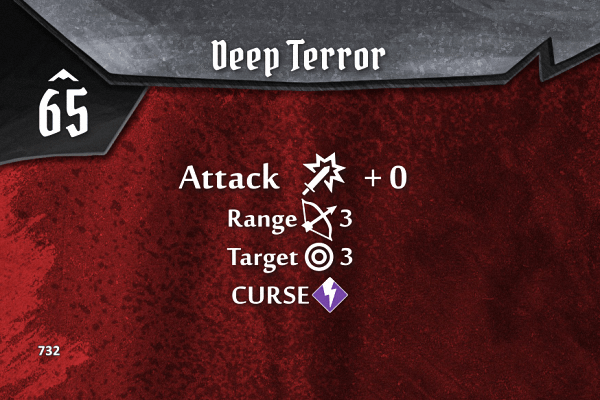 Deep Terror
65
Attack + 0
Range 3
Target 3
CURSE
732